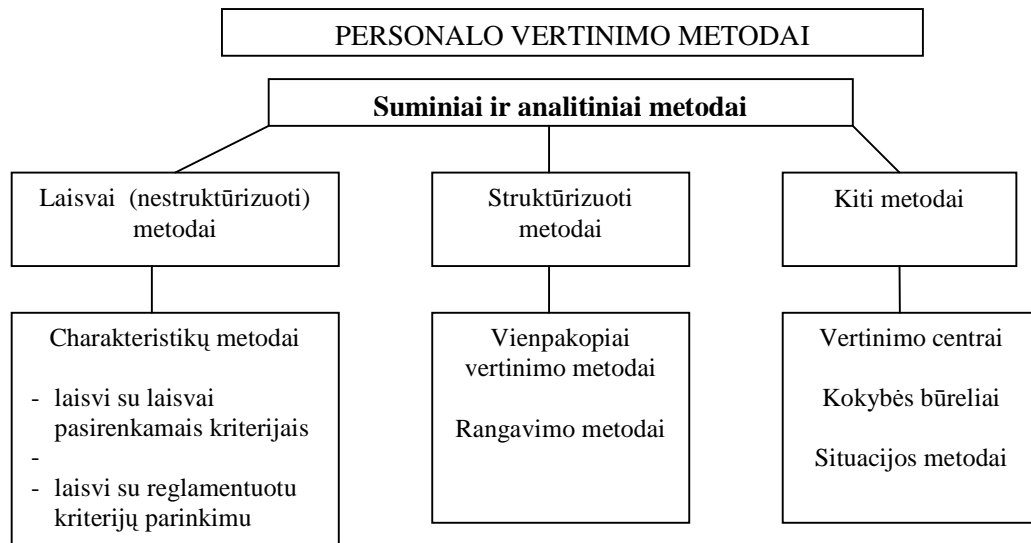 PERSONALO VERTINIMO METODAI
Suminiai ir analitiniai metodai
Laisvai (nestruktūrizuoti)
metodai
Struktūrizuoti
metodai
Kiti metodai
Charakteristikų metodai
- laisvi su laisvai
pasirenkamais kriterijais
-
- laisvi su reglamentuotu
kriterijų parinkimu
Vienpakopiai
vertinimo metodai
Rangavimo metodai
Vertinimo centrai
Kokybės būreliai
Situacijos metodai